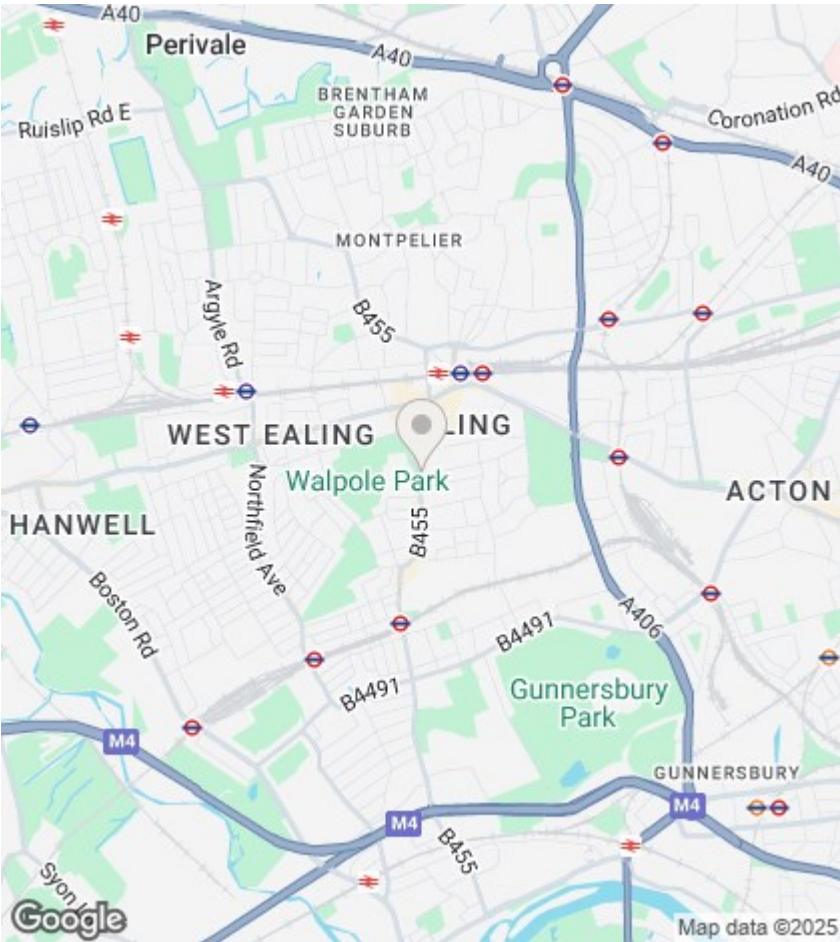 A40
Perivale
A40
BRENTHAM
GARDEN
SUBURB
Coronation Rd
Ruislip Rd E
A40
MONTPELIER
Argyle Rd
B455
WEST EALING
LING
Walpole Park
ACTON
HANWELL
Northfield Ave
B455
Boston Rd
A406
B4491
B4491
Gunnersbury
Park
M4
GUNNERSBURY
M4
M4
B455
Syon
Google
Map data ©2025